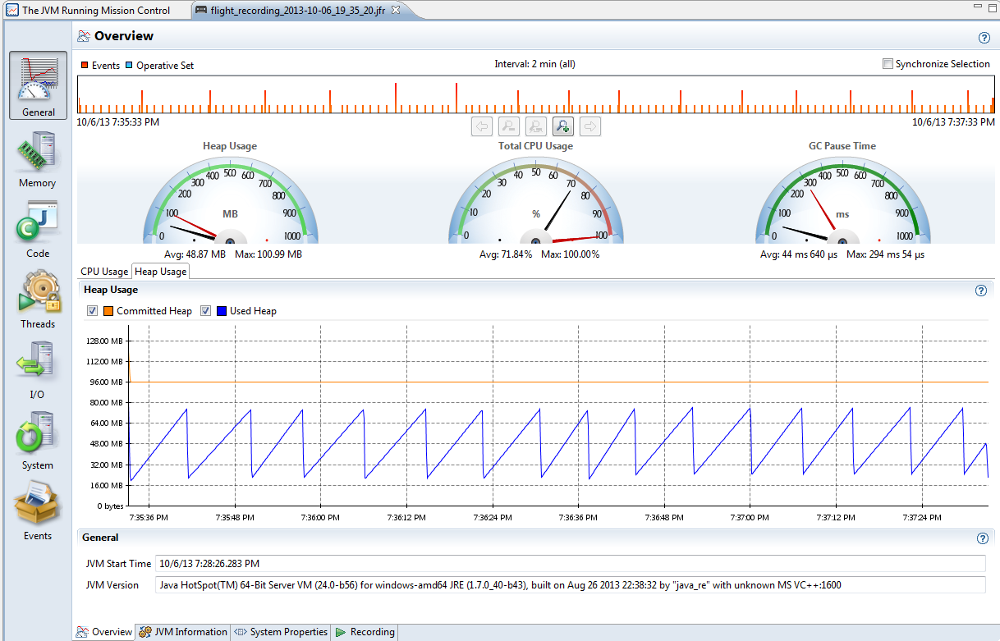 The JVM Running Mission Control
flight_recording_2013-10-06_19_35_20.jfr
Overview
Events Operative Set Interval: 2 min (all) Synchronize Selection
10/6/13 7:35:33 PM 10/6/13 7:37:33 PM
General
Memory
Code
Threads
I/O
System
Events
Heap Usage
0 100 200 300 400 500 600 700 800 900 1000
MB
Avg: 48.87 MB Max: 100.99 MB
Total CPU Usage
0 10 20 30 40 50 60 70 80 90 100
%
Avg: 71.84% Max: 100.00%
GC Pause Time
0 100 200 300 400 500 600 700 800 900 1000
ms
Avg: 44 ms 640 µs Max: 294 ms 54 µs
CPU Usage Heap Usage
Heap Usage
Committed Heap Used Heap
128.00 MB
112.00 MB
96.00 MB
80.00 MB
64.00 MB
48.00 MB
32.00 MB
16.00 MB
0 bytes
7:35:36 PM 7:35:48 PM 7:36:00 PM 7:36:12 PM 7:36:24 PM 7:36:36 PM 7:36:48 PM 7:37:00 PM 7:37:12 PM 7:37:24 PM
General
JVM Start Time 10/6/13 7:28:26.283 PM
JVM Version Java HotSpot(TM) 64-Bit Server VM (24.0-b56) for windows-amd64 JRE (1.7.0_40-b43), built on Aug 26 2013 22:38:32 by "java_re" with unknown MS VC++:1600
Overview JVM Information System Properties Recording